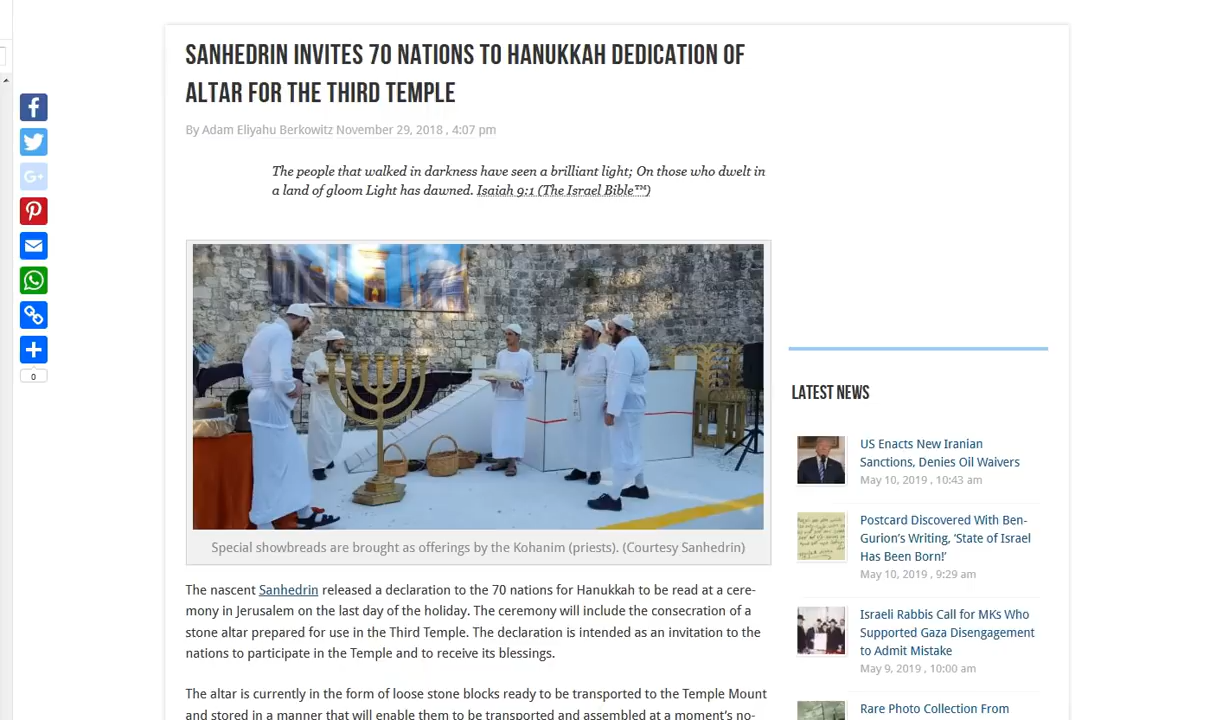 SANHEDRIN INVITES 70 NATIONS TO HANUKKAH DEDICATION OF
ALTAR FOR THE THIRD TEMPLE
By Adam Eliyahu Berkowitz November 29, 2018 , 4:07 pm
The people that walked in darkness have seen a brilliant light; On those who dwelt in
a land of gloom Light has dawned. Isaiah 9:1 (The Israel Bible™)
0
Special showbreads are brought as offerings by the Kohanim (priests). (Courtesy Sanhedrin)
The nascent Sanhedrin released a declaration to the 70 nations for Hanukkah to be read at a cere-
mony in Jerusalem on the last day of the holiday. The ceremony will include the consecration of a
stone altar prepared for use in the Third Temple. The declaration is intended as an invitation to the
nations to participate in the Temple and to receive its blessings.
The altar is currently in the form of loose stone blocks ready to be transported to the Temple Mount
and stored in a manner that will enable them to be transported and assembled at a moment's no-
LATEST NEWS
US Enacts New Iranian
Sanctions, Denies Oil Waivers
May 10, 2019 , 10:43 am
Postcard Discovered With Ben-
Gurion's Writing, 'State of Israel
Has Been Born!'
May 10, 2019 , 9:29 am
Israeli Rabbis Call for MKs Who
Supported Gaza Disengagement
to Admit Mistake
May 9, 2019 , 10:00 am
Rare Photo Collection From